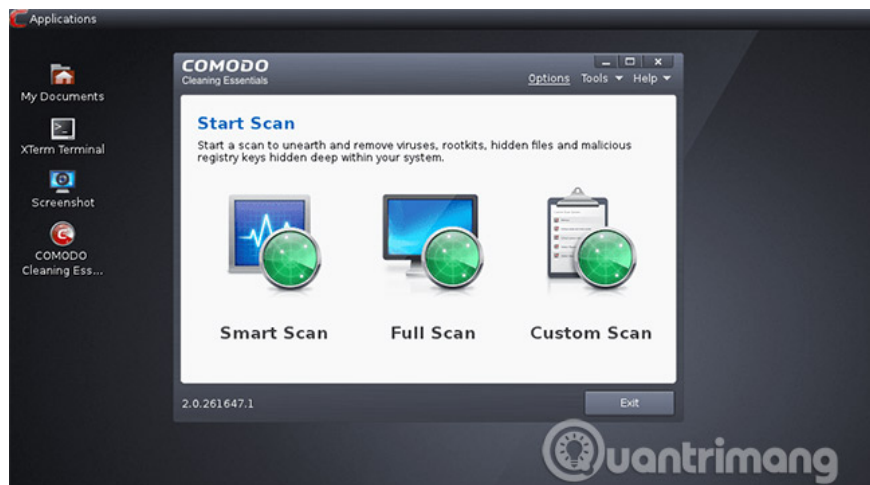 Applications
My Documents
XTerm Terminal
Screenshot
COMODO
Cleaning Ess...
COMODO
Cleaning Essentials
Options Tools Help
Start Scan
Start a scan to unearth and remove viruses, rootkits, hidden files and malicious
registry keys hidden deep within your system.
Smart Scan Full Scan Custom Scan
2.0.261647.1
Exit
Quantrimang